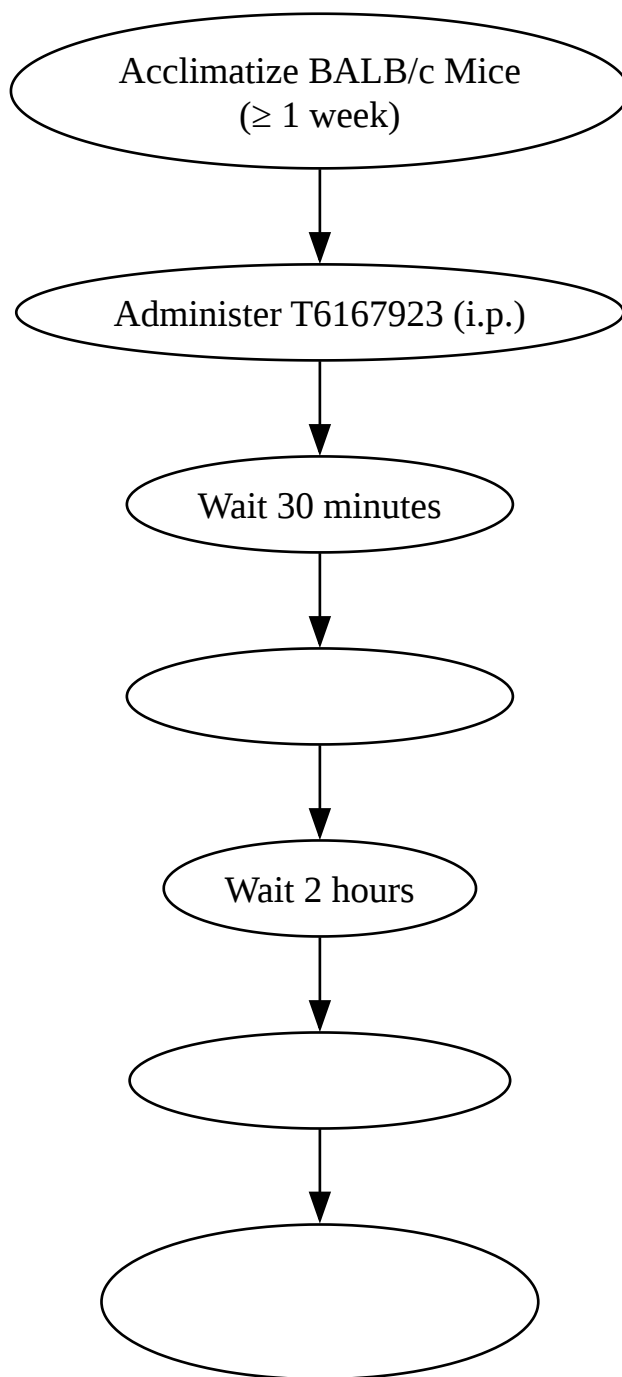 Acclimatize BALB/c Mice
(≥ 1 week)
Administer T6167923 (i.p.)
Wait 30 minutes
Wait 2 hours